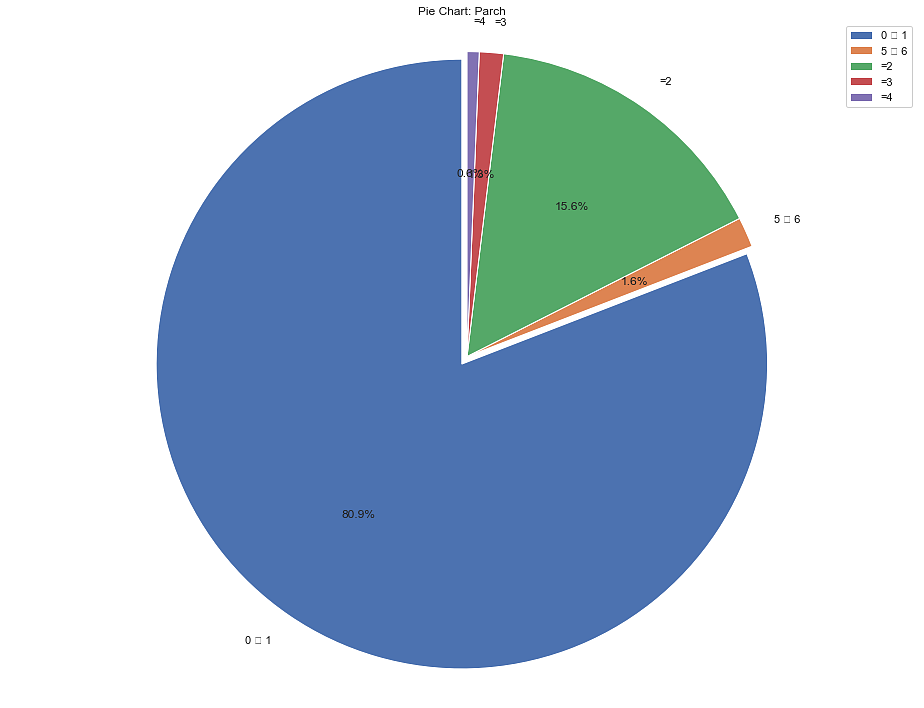 Pie Chart: Parch
=4
=3
0 □ 1
5 □ 6
=2
=3
=4
=2
15.6%
5 □ 6
1.6%
80.9%
0 □ 1